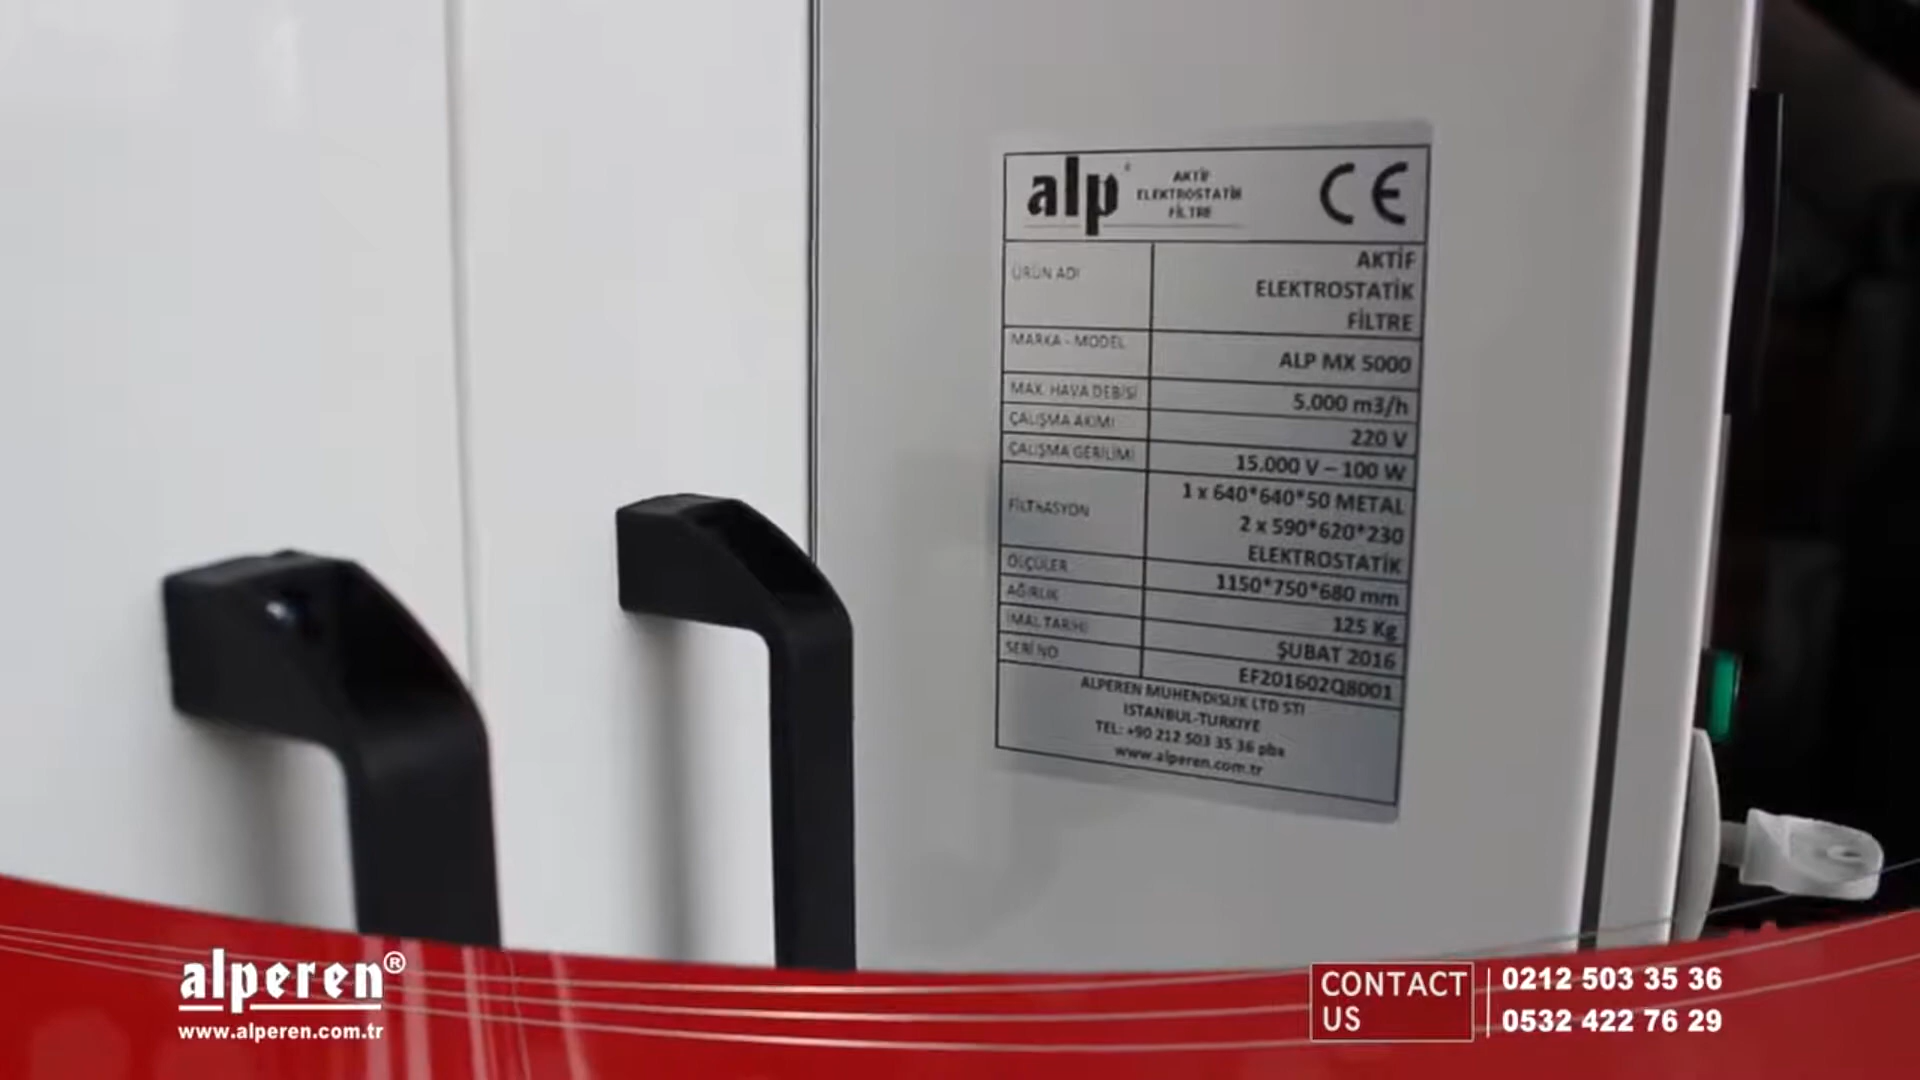 alp®
AKTİF
ELEKTROSTATİK
FİLTRE
CE
ÜRÜN ADI
AKTİF
ELEKTROSTATİK
FİLTRE
MARKA - MODEL
ALP MX 5000
MAX. HAVA DEBİSİ
5.000 m3/h
ÇALIŞMA AKIMI
220 V
ÇALIŞMA GERİLİMİ
15.000 V – 100 W
FİLTRASYON
1 x 640*640*50 METAL
2 x 590*620*230
ELEKTROSTATİK
ÖLÇÜLER
1150*750*680 mm
AĞIRLIK
125 Kg
İMAL TARİHİ
ŞUBAT 2016
SERİ NO
EF201602Q8001
ALPEREN MUHENDISLIK LTD STI
ISTANBUL-TURKIYE
TEL: +90 212 503 35 36 pbx
www.alperen.com.tr
alperen®
www.alperen.com.tr
CONTACT
US
0212 503 35 36
0532 422 76 29